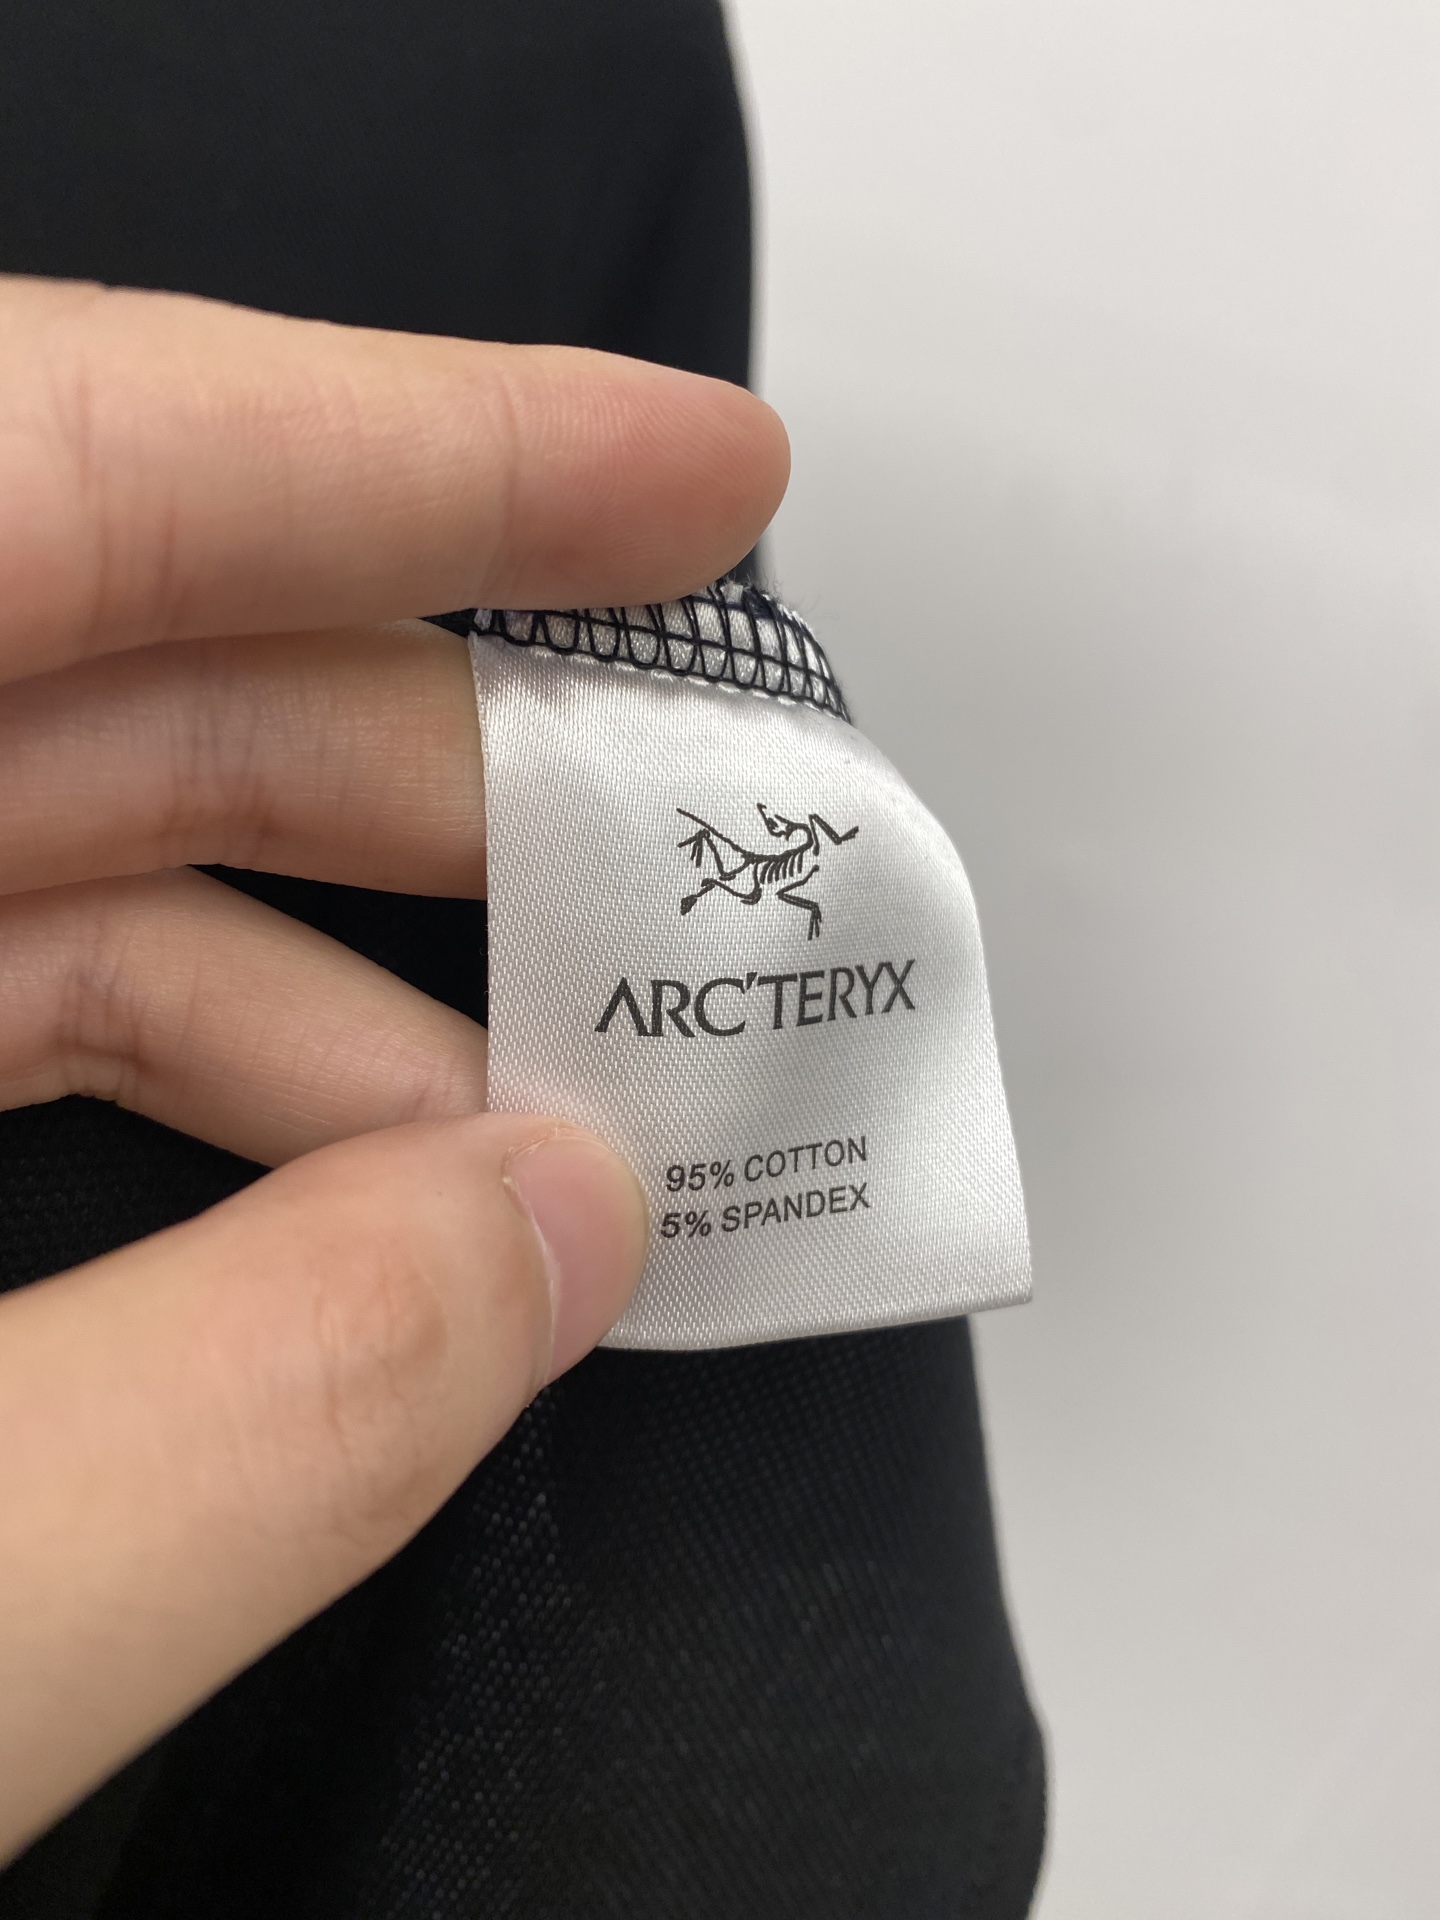 ARC'TERYX
95% COTTON
5% SPANDEX